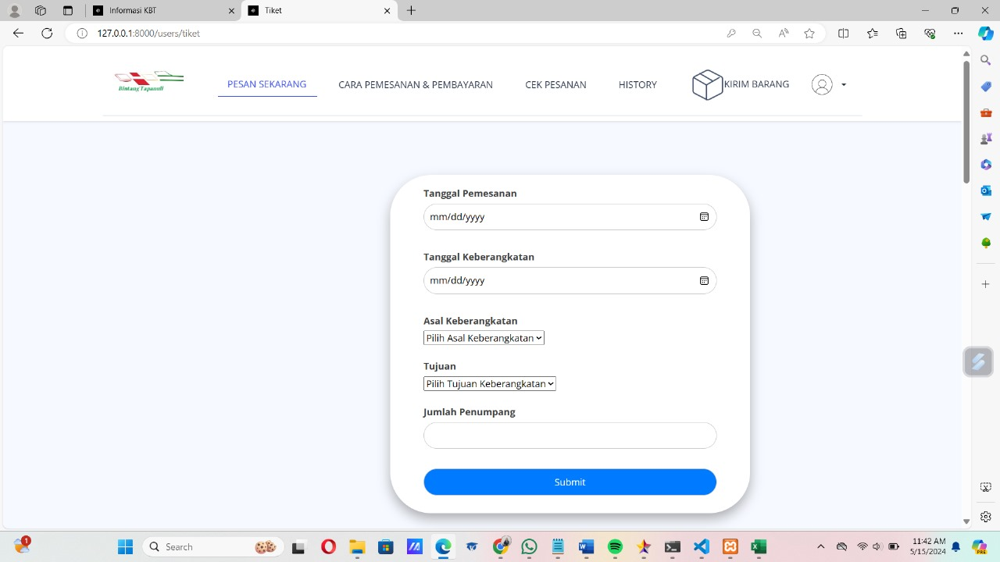 Informasi KBT
Tiket
127.0.0.1:8000/users/tiket
Bintang Tapanuli
PESAN SEKARANG
CARA PEMESANAN & PEMBAYARAN
CEK PESANAN
HISTORY
KIRIM BARANG
Tanggal Pemesanan
mm/dd/yyyy
Tanggal Keberangkatan
mm/dd/yyyy
Asal Keberangkatan
Pilih Asal Keberangkatan
Tujuan
Pilih Tujuan Keberangkatan
Jumlah Penumpang
Submit
1
Search
11:42 AM
5/15/2024
PRE